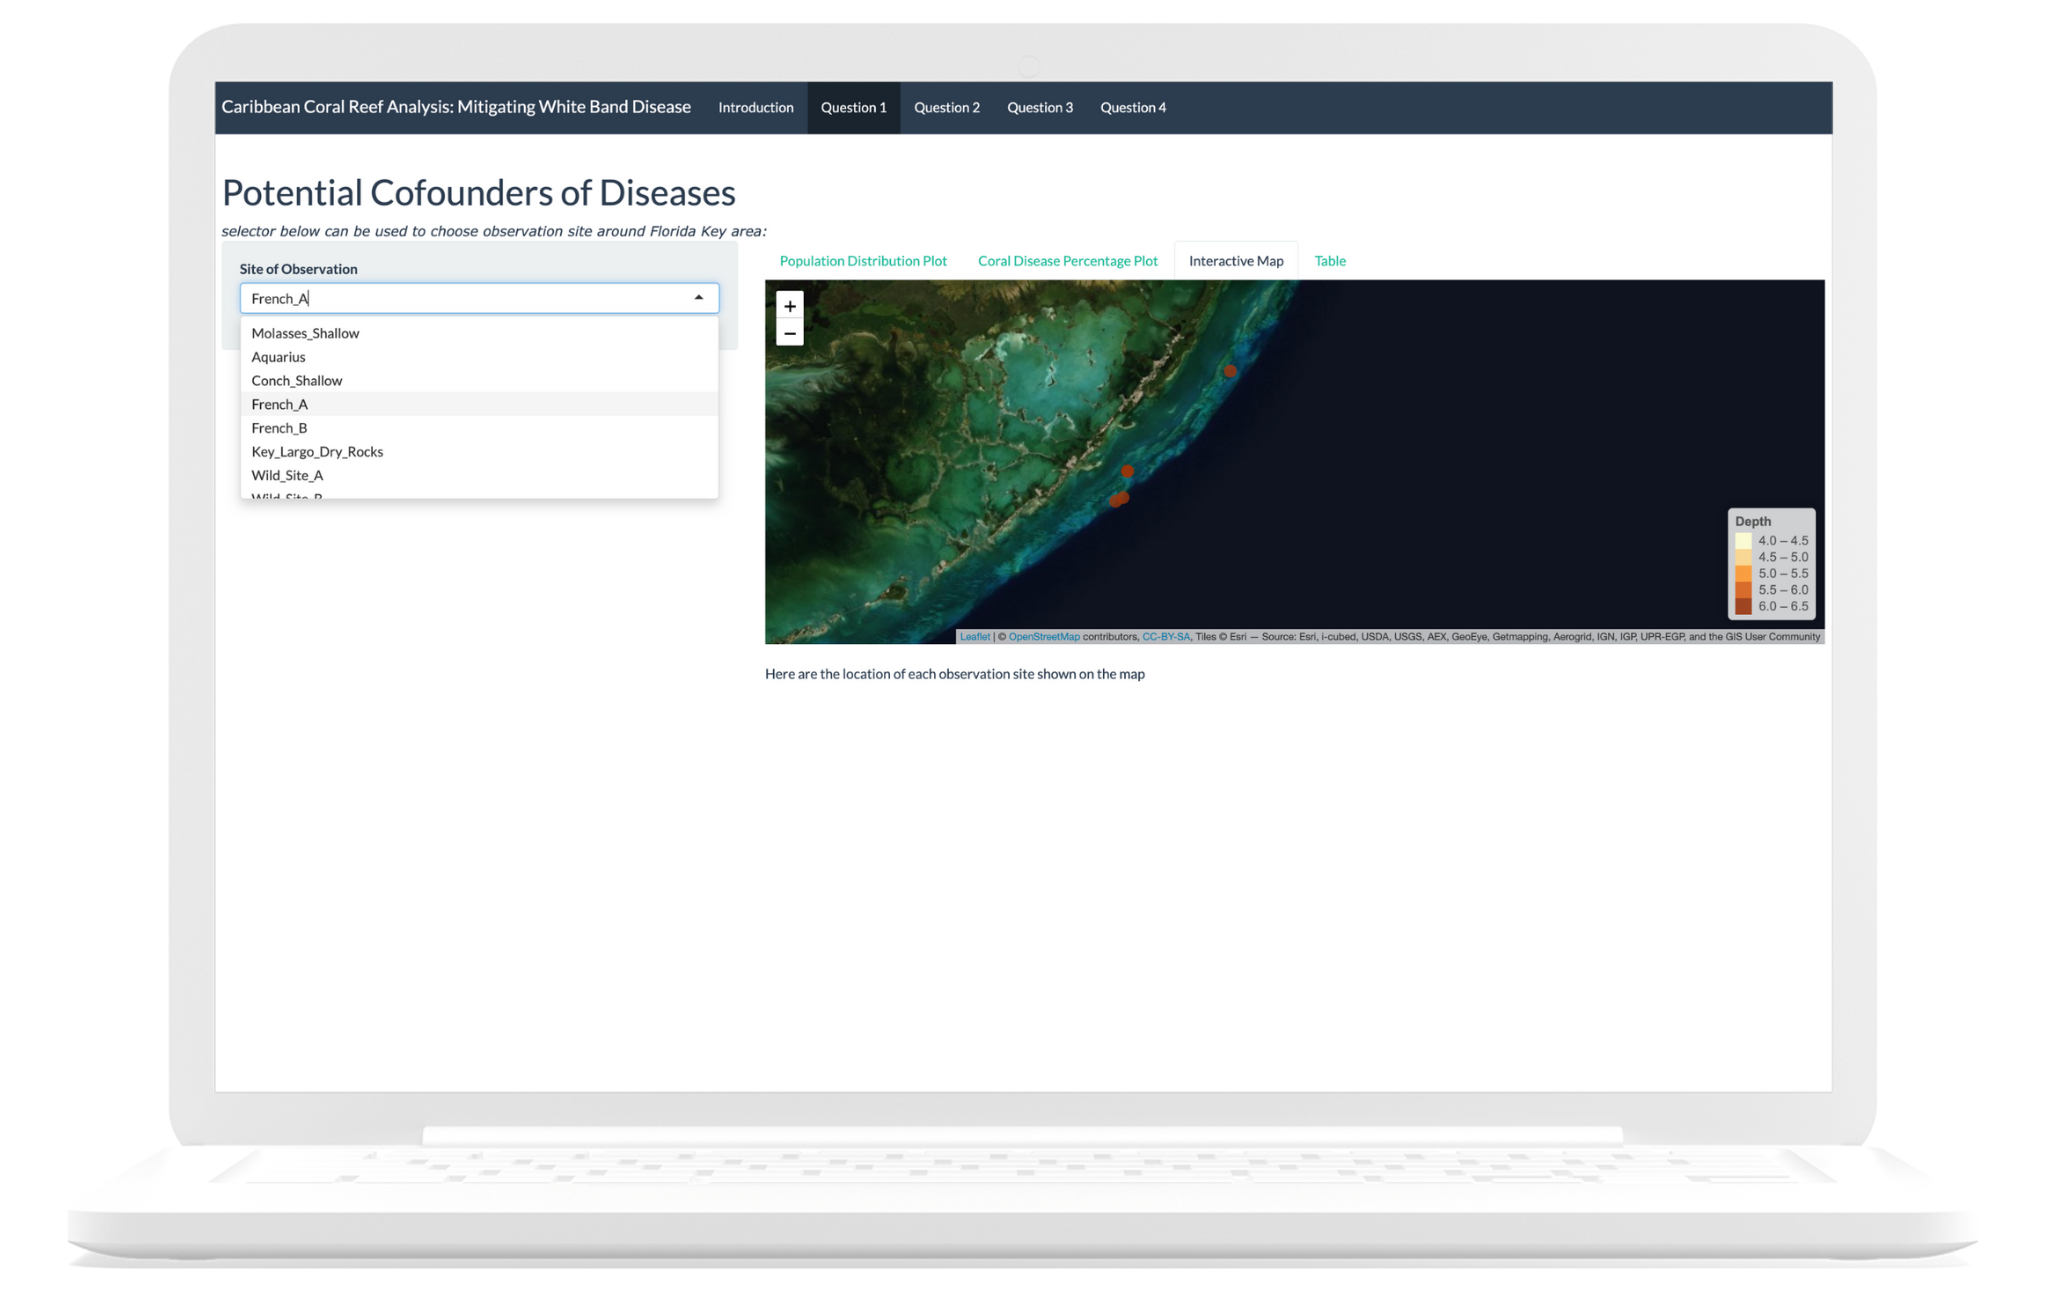 Caribbean Coral Reef Analysis: Mitigating White Band Disease Introduction Question 1 Question 2 Question 3 Question 4
Potential Cofounders of Diseases
selector below can be used to choose observation site around Florida Key area:
Site of Observation
French_A
Molasses_Shallow
Aquarius
Conch_Shallow
French_A
French_B
Key_Largo_Dry_Rocks
Wild_Site_A
Population Distribution Plot Coral Disease Percentage Plot Interactive Map Table
+
−
Depth
4.0 – 4.5
4.5 – 5.0
5.0 – 5.5
5.5 – 6.0
6.0 – 6.5
Leaflet | © OpenStreetMap contributors, CC-BY-SA, Tiles © Esri — Source: Esri, i-cubed, USDA, USGS, AEX, GeoEye, Getmapping, Aerogrid, IGN, IGP, UPR-EGP, and the GIS User Community
Here are the location of each observation site shown on the map